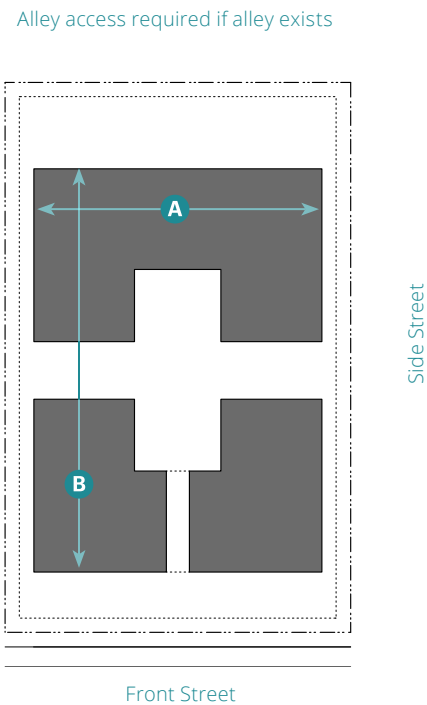 Alley access required if alley exists
A
Side Street
B
Front Street